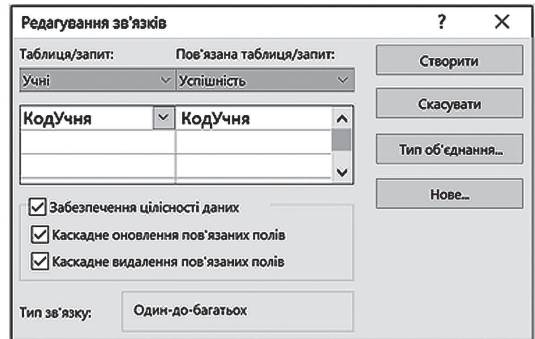 Редагування зв'язків ? ×
Таблиця/запит: Пов'язана таблиця/запит:
Учні Успішність
КодУчня КодУчня
Створити
Скасувати
Тип об'єднання...
Нове...
Забезпечення цілісності даних
Каскадне оновлення пов'язаних полів
Каскадне видалення пов'язаних полів
Тип зв'язку: Один-до-багатьох